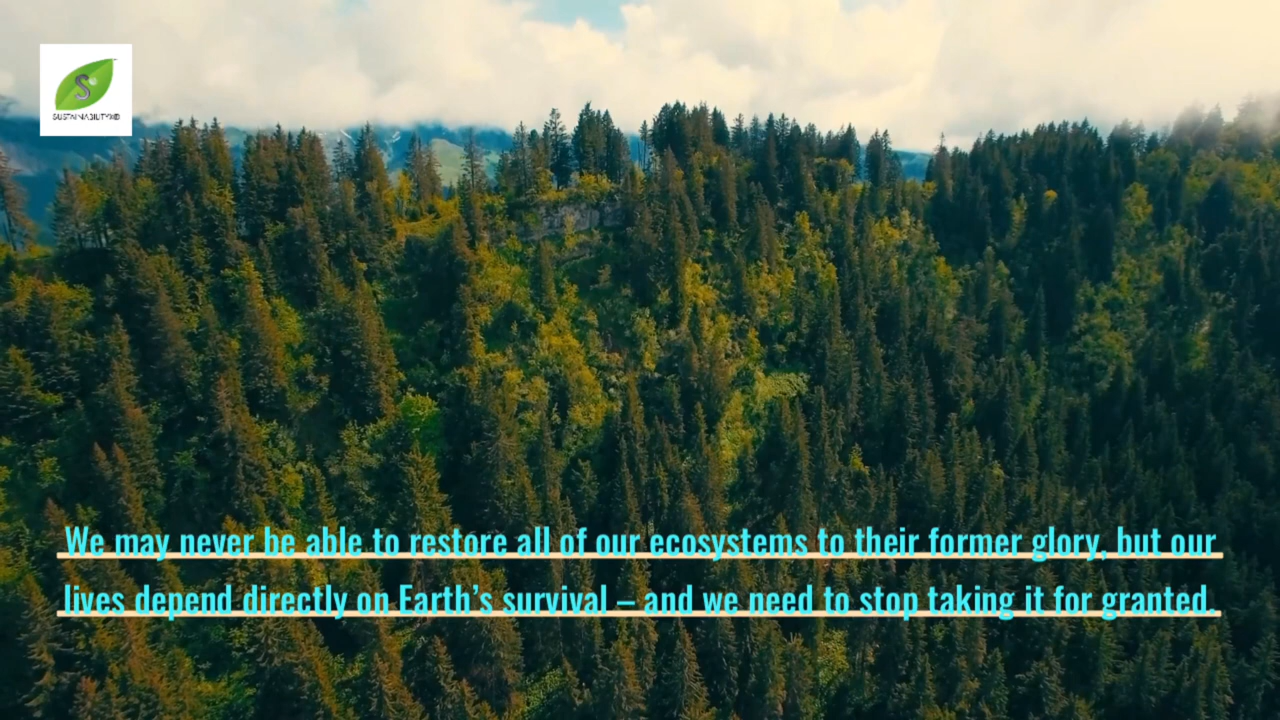 SUSTAINABILITYX®
We may never be able to restore all of our ecosystems to their former glory, but our
lives depend directly on Earth’s survival – and we need to stop taking it for granted.